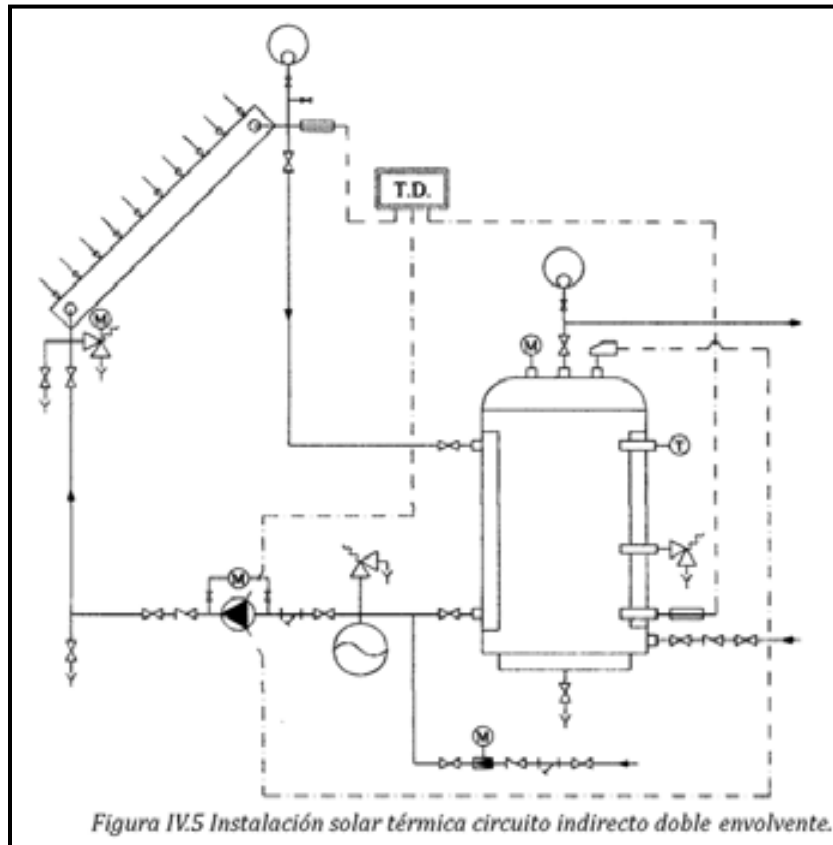 T.D.
M
M
T
M
M
Figura IV.5 Instalación solar térmica circuito indirecto doble envolvente.